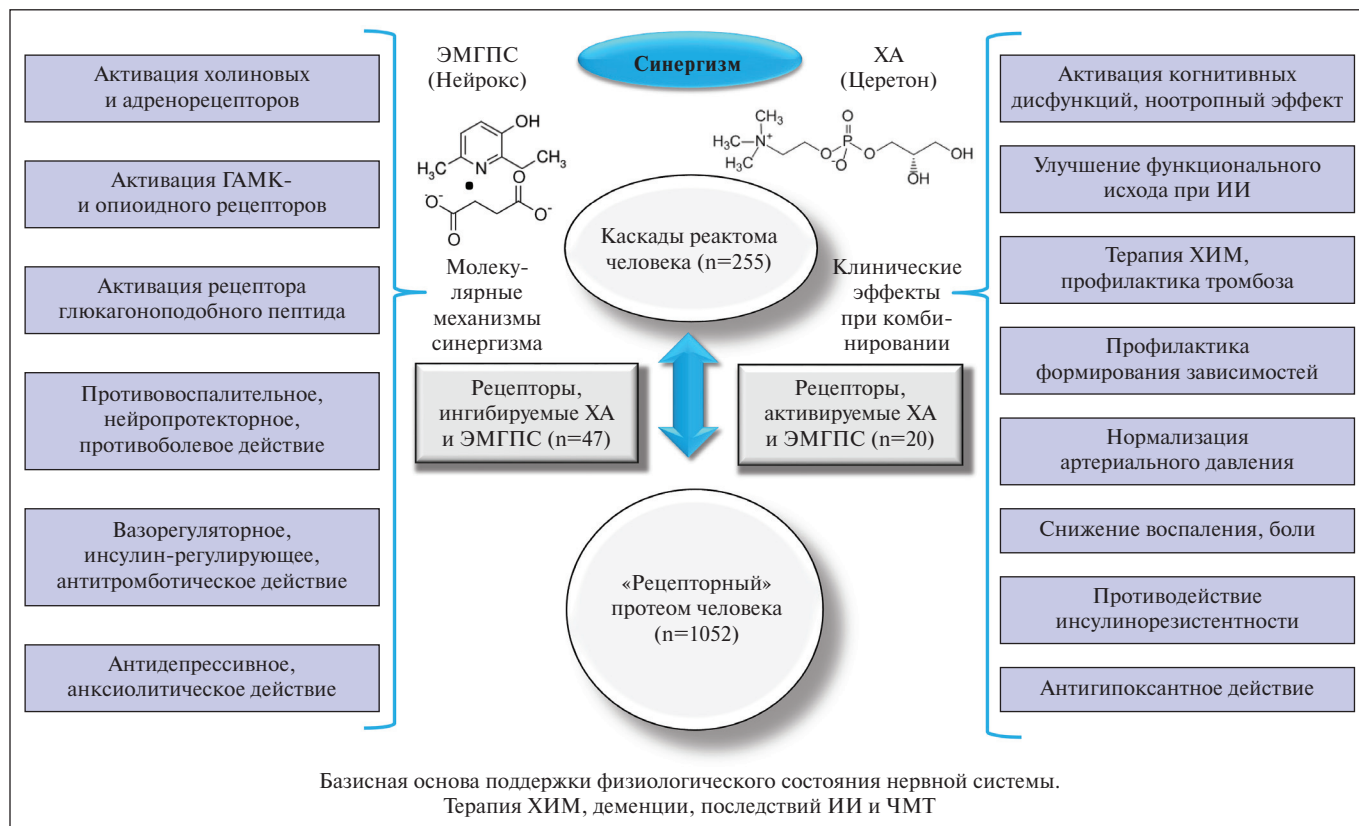 Активация холиновых
и адренорецепторов
Активация ГАМК-
и опиоидного рецепторов
Активация рецептора
глюкагоноподобного пептида
Противовоспалительное,
нейропротекторное,
противоболевое действие
Вазорегуляторное,
инсулин-регулирующее,
антитромботическое действие
Антидепрессивное,
анксиолитическое действие
ЭМГПС
(Нейрокс)
OH
H3C
N
CH3
•
O
O-
O-
O
Молеку-
лярные
механизмы
синергизма
Синергизм
ХА
(Церетон)
CH3
H3C
N+
CH3
O
O
P
O-
O
OH
OH
Каскады реактома
человека (n=255)
Клинические
эффекты
при комби-
нировании
Рецепторы,
ингибируемые ХА
и ЭМГПС (n=47)
Рецепторы,
активируемые ХА
и ЭМГПС (n=20)
«Рецепторный»
протеом человека
(n=1052)
Активация когнитивных
дисфункций, ноотропный эффект
Улучшение функционального
исхода при ИИ
Терапия ХИМ,
профилактика тромбоза
Профилактика
формирования зависимостей
Нормализация
артериального давления
Снижение воспаления, боли
Противодействие
инсулинорезистентности
Антигипоксантное действие
Базисная основа поддержки физиологического состояния нервной системы.
Терапия ХИМ, деменции, последствий ИИ и ЧМТ